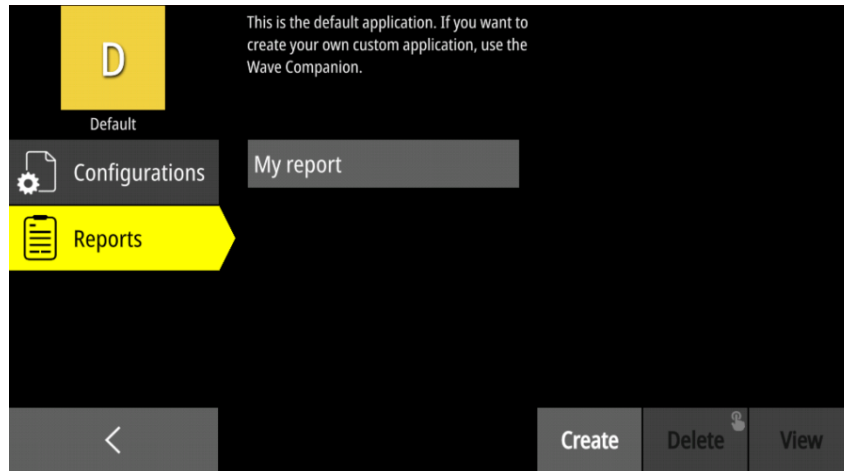 D
Default
This is the default application. If you want to
create your own custom application, use the
Wave Companion.
Configurations
Reports
My report
Create
Delete
View